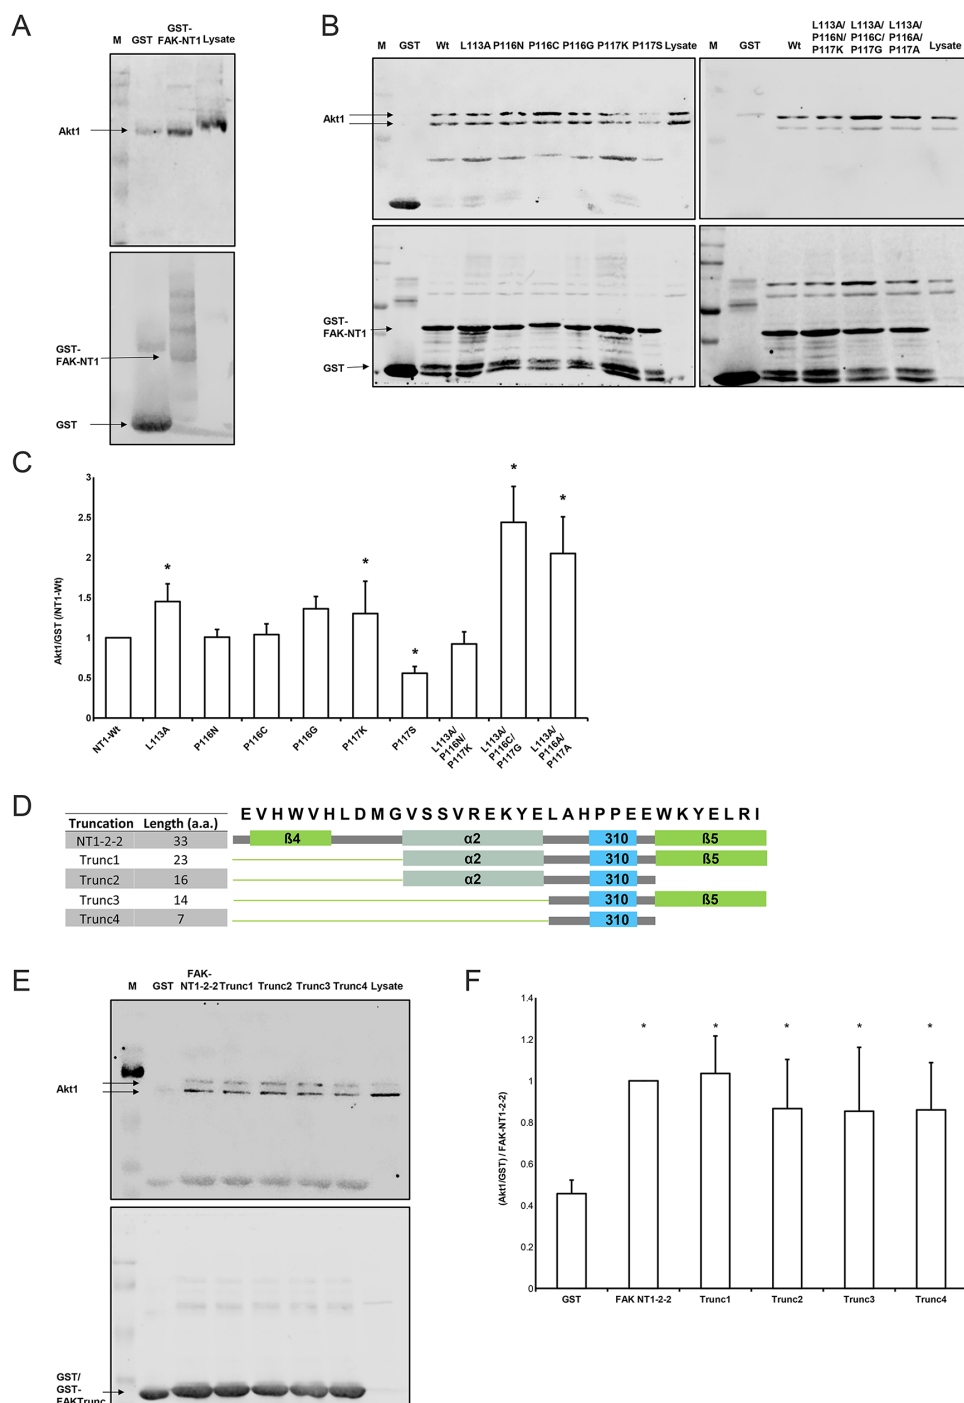 A
M GST GST-FAK-NT1 Lysate
Akt1
GST-
FAK-NT1
GST
B
M GST Wt L113A P116N P116C P116G P117K P117S Lysate
M GST Wt L113A/P116N/P117K L113A/P116C/P117G L113A/P116A/P117A Lysate
Akt1
GST-
FAK-NT1
GST
C
Akt1/GST (/NT1-Wt)
3
2.5
2
1.5
1
0.5
0
* * * * *
NT1-Wt L113A P116N P116C P116G P117K P117S L113A/P116N/P117K L113A/P116C/P117G L113A/P116A/P117A
D
E V H W V H L D M G V S S V R E K Y E L A H P P E E W K Y E L R I
Truncation Length (a.a.)
NT1-2-2 33 ß4 α2 310 ß5
Trunc1 23 α2 310 ß5
Trunc2 16 α2 310
Trunc3 14 310 ß5
Trunc4 7 310
E
M GST FAK-NT1-2-2 Trunc1 Trunc2 Trunc3 Trunc4 Lysate
Akt1
GST/
GST-
FAKTrunc
F
(Akt1/GST) / FAK-NT1-2-2)
1.4
1.2
1
0.8
0.6
0.4
0.2
0
* * * * *
GST FAK NT1-2-2 Trunc1 Trunc2 Trunc3 Trunc4